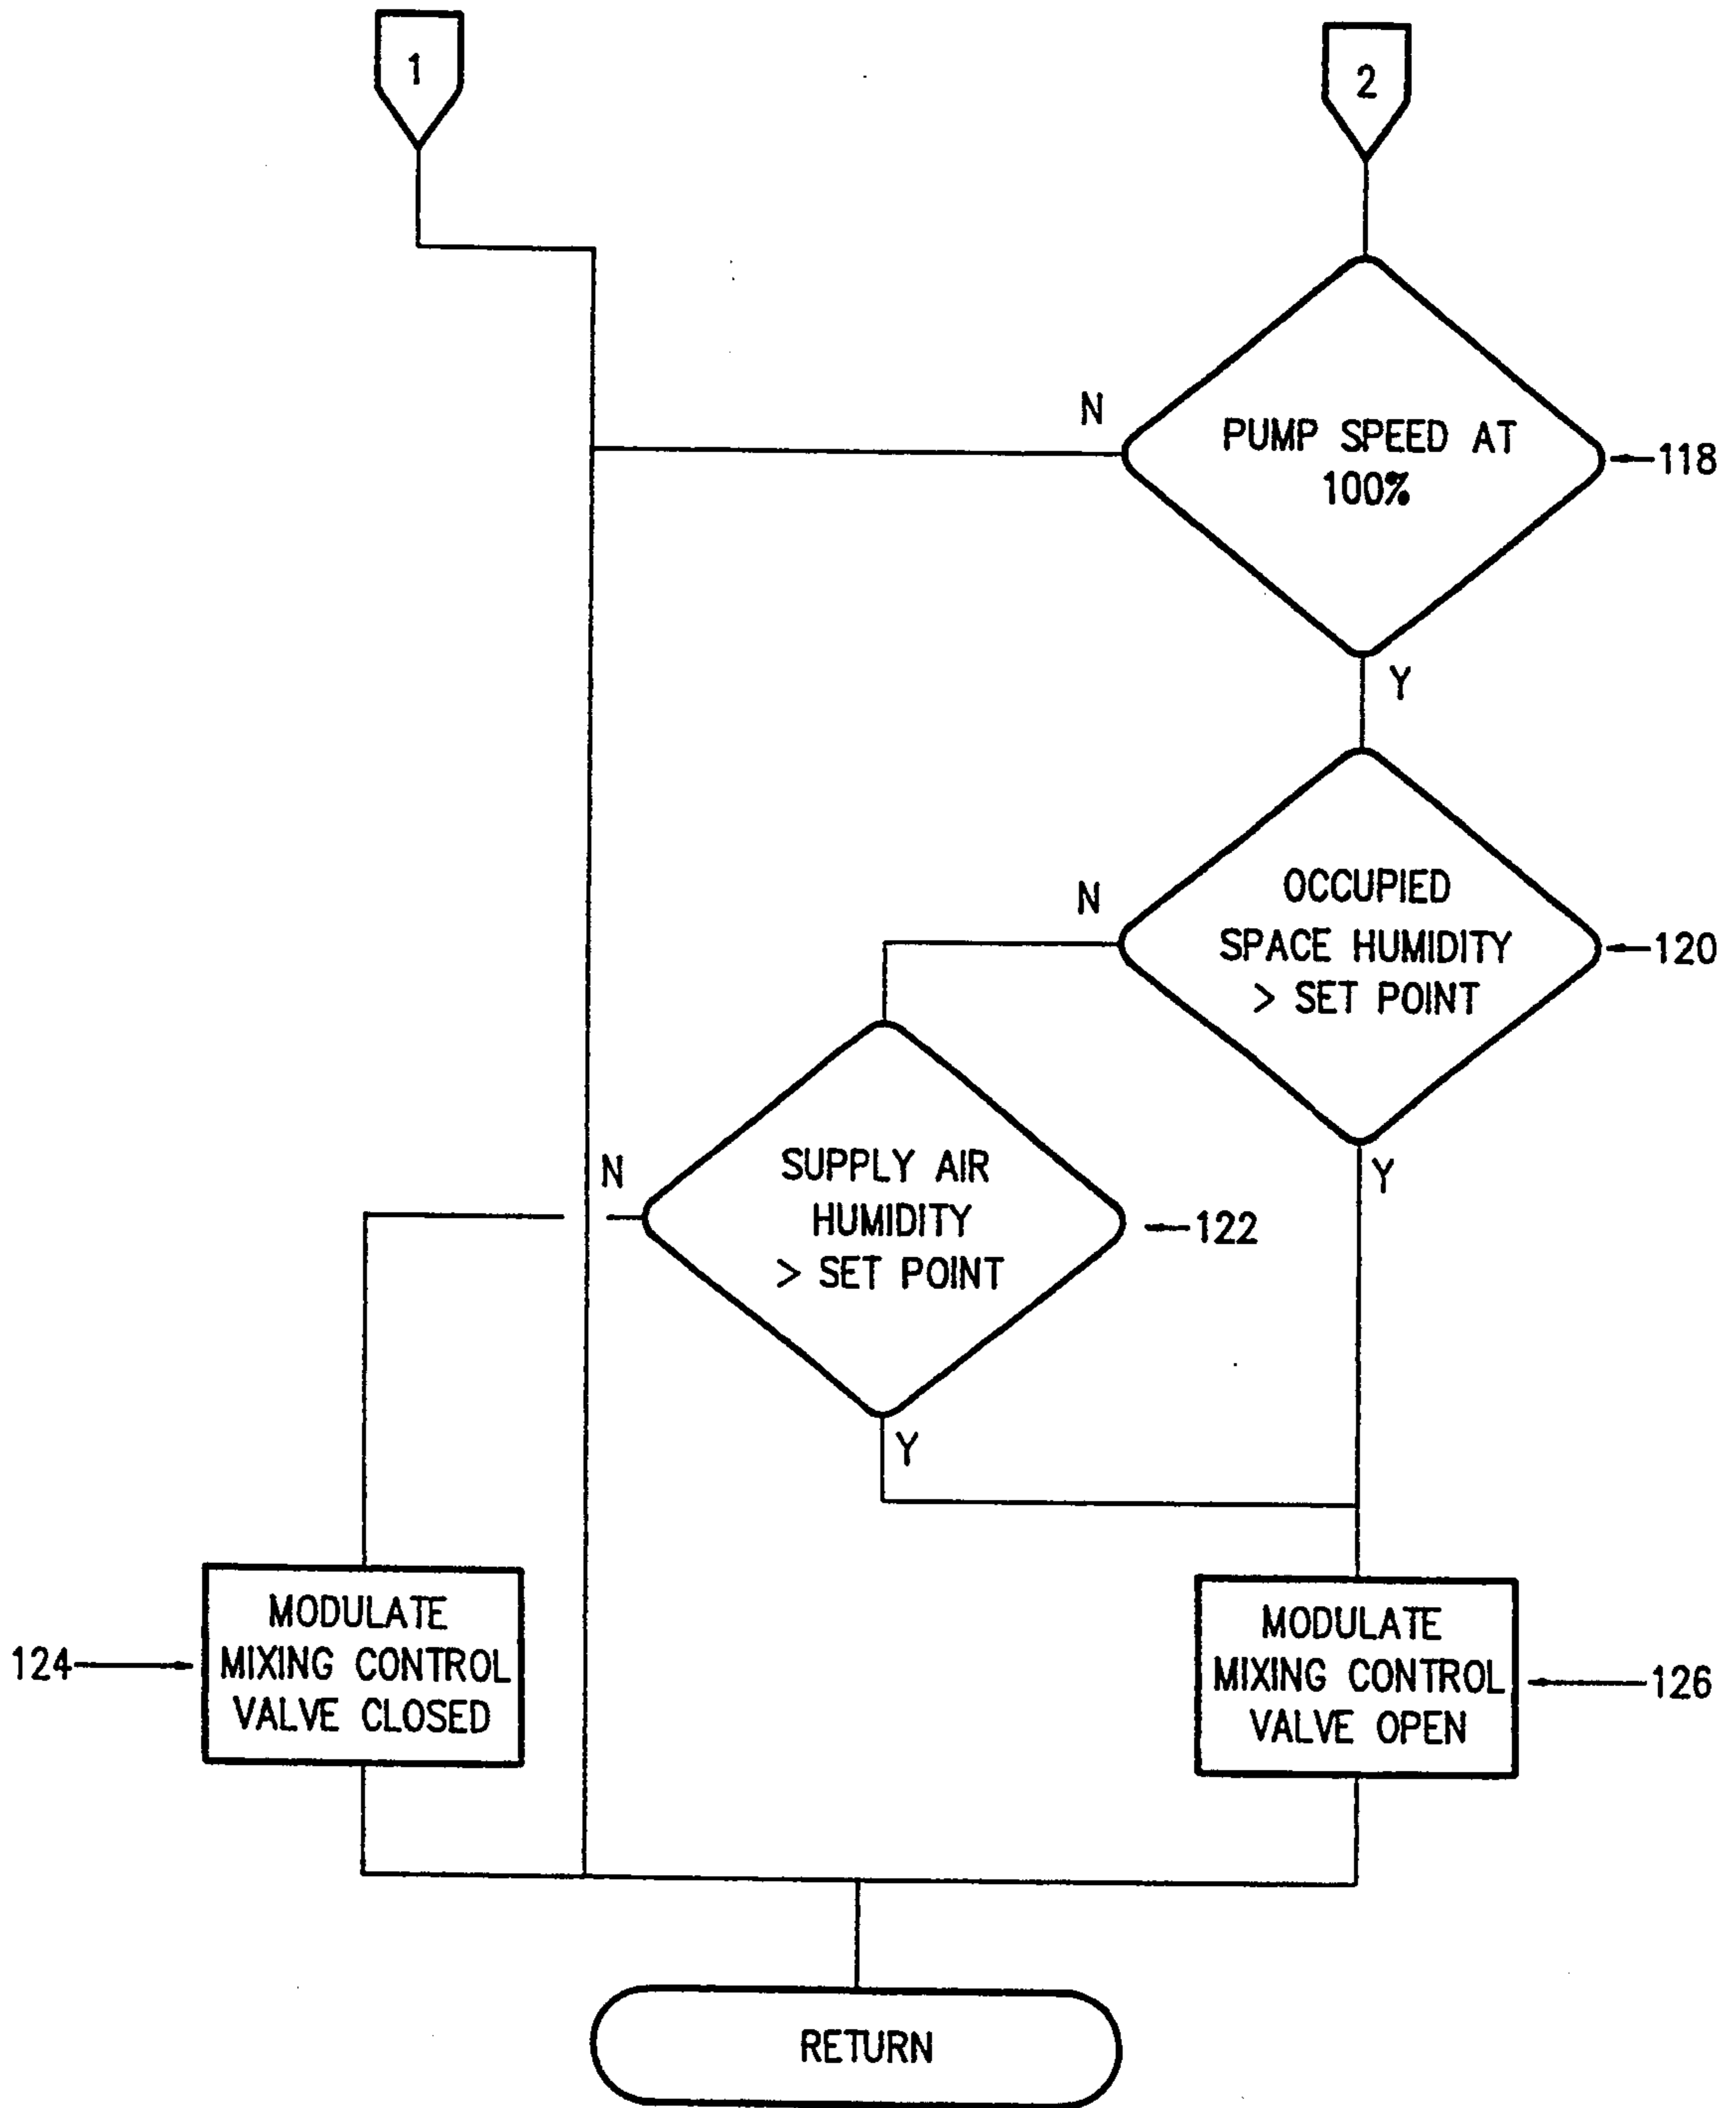 1
2
N
PUMP SPEED AT
100%
118
Y
N
OCCUPIED
SPACE HUMIDITY
> SET POINT
120
Y
N
SUPPLY AIR
HUMIDITY
> SET POINT
122
Y
124
MODULATE
MIXING CONTROL
VALVE CLOSED
MODULATE
MIXING CONTROL
VALVE OPEN
126
RETURN